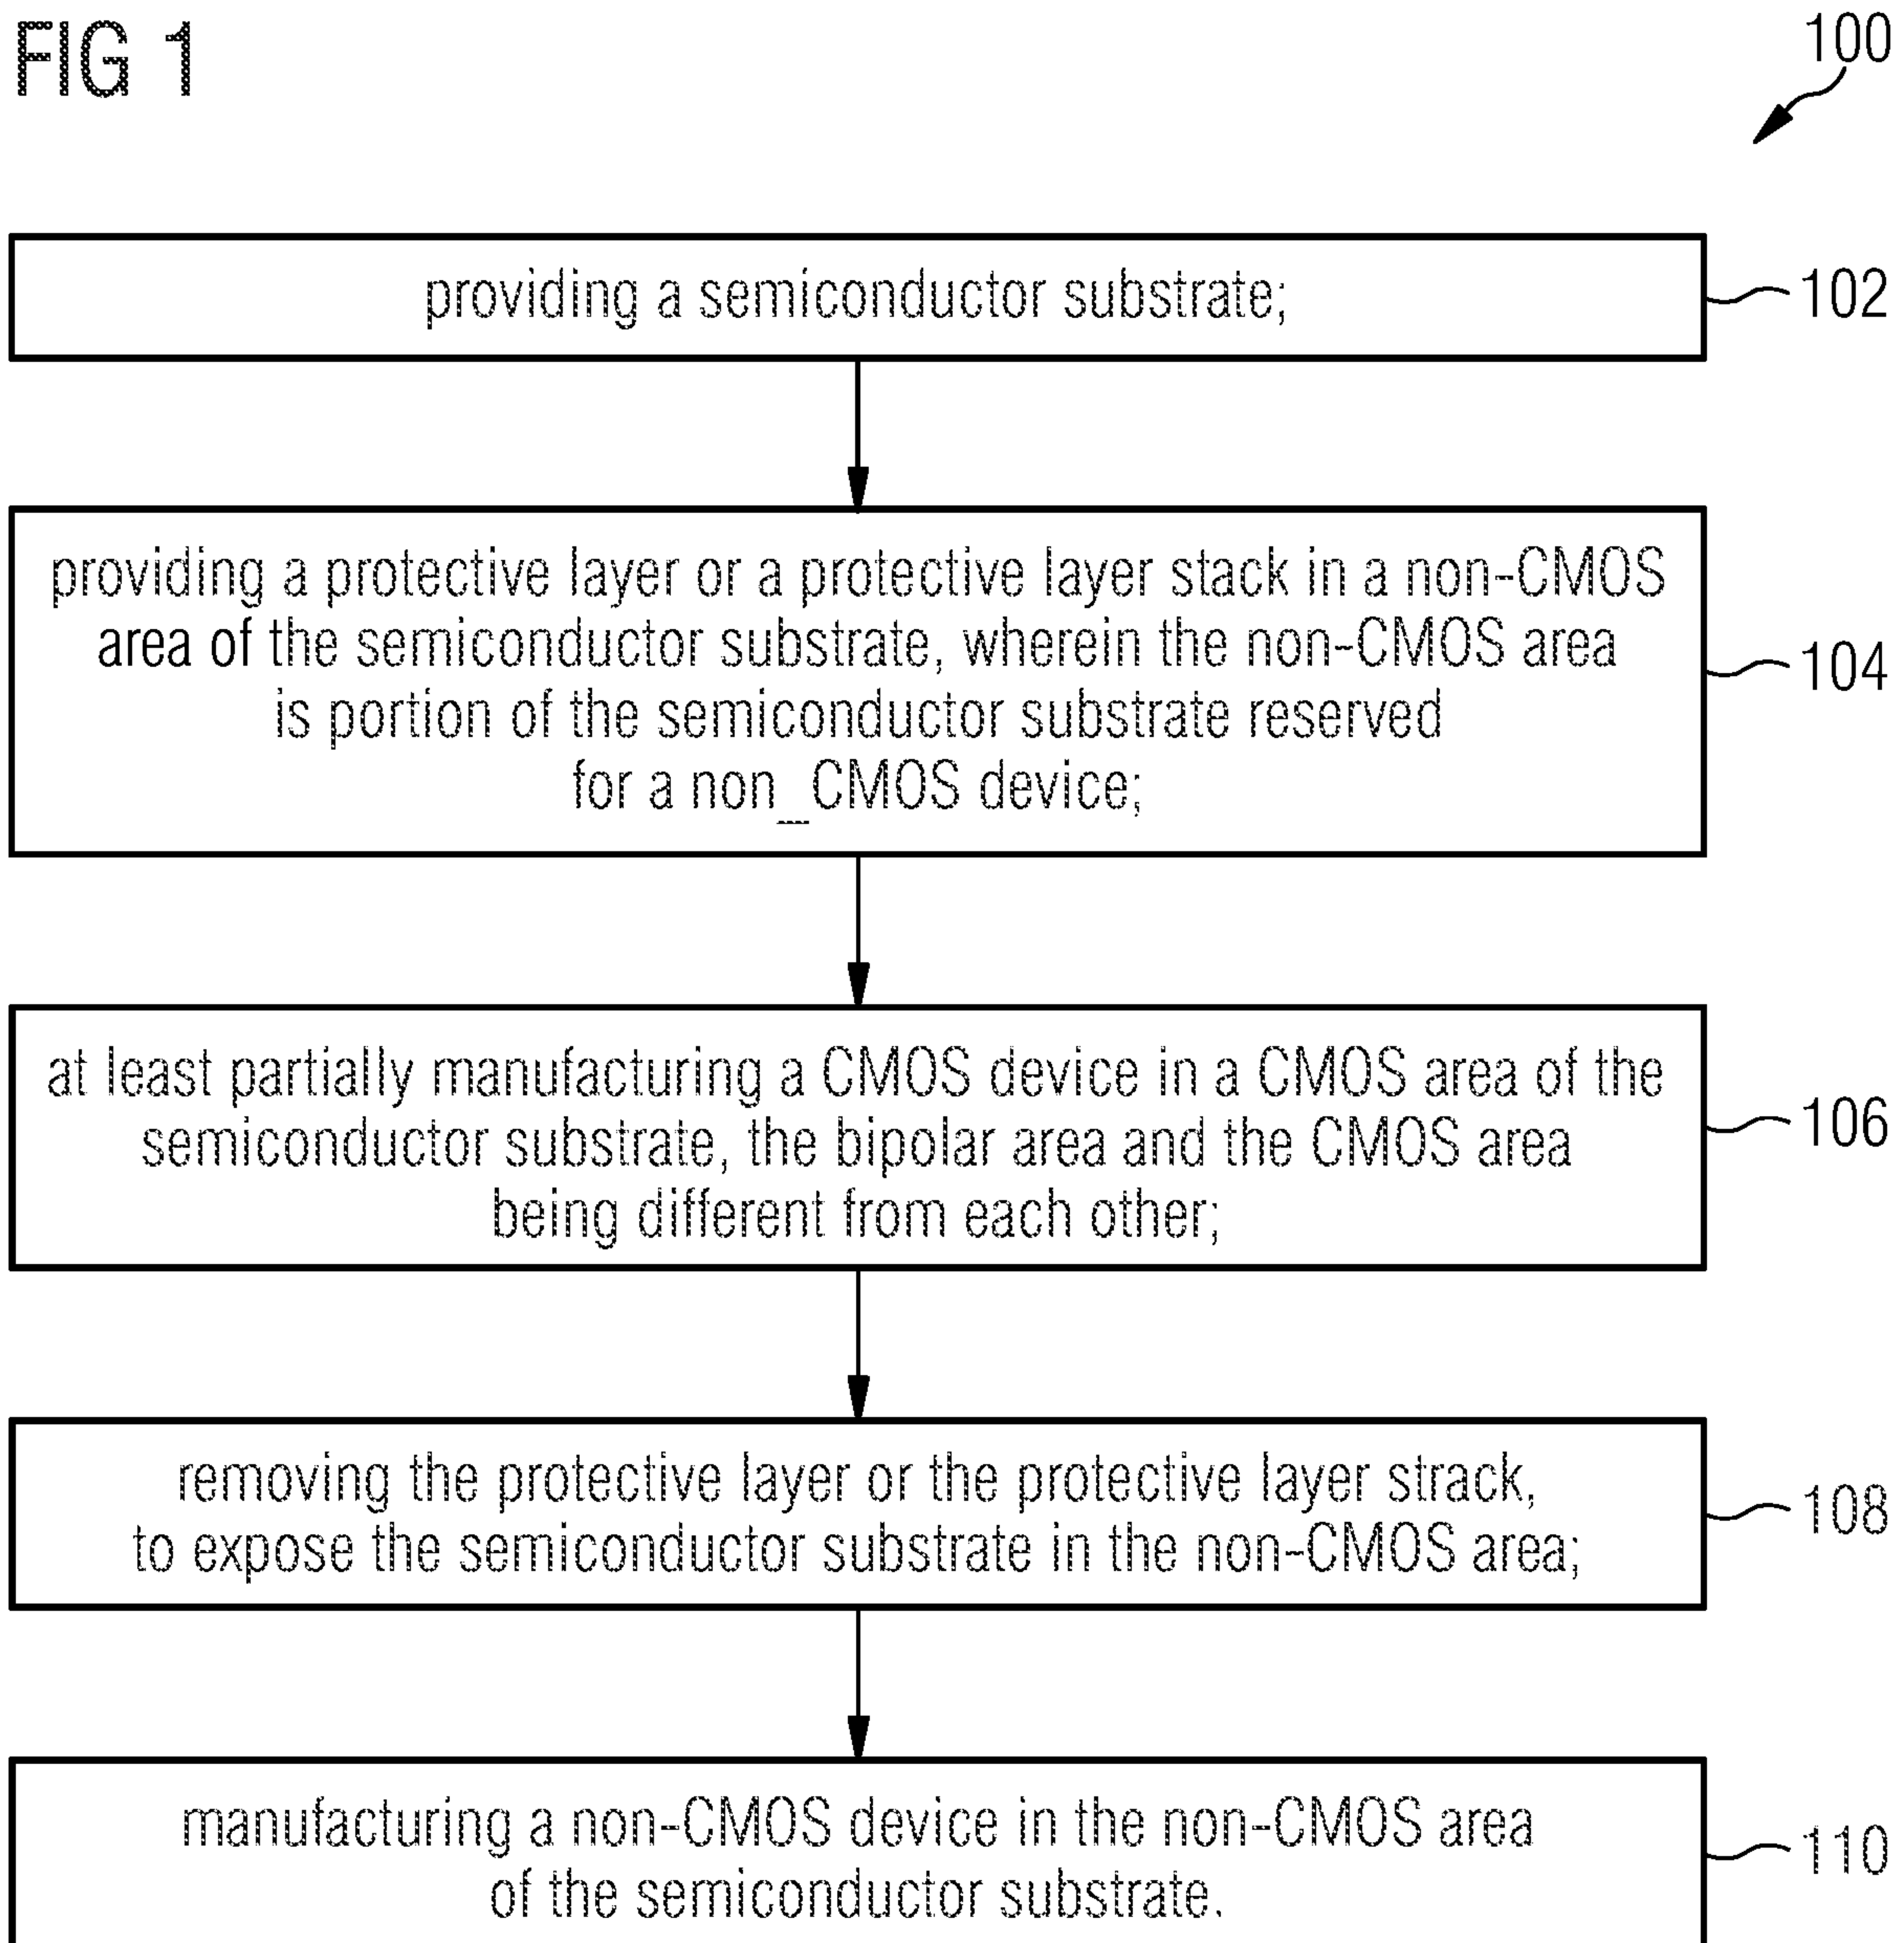 FIG 1
100
providing a semiconductor substrate;
102
providing a protective layer or a protective layer stack in a non-CMOS
area of the semiconductor substrate, wherein the non-CMOS area
is portion of the semiconductor substrate reserved
for a non_CMOS device;
104
at least partially manufacturing a CMOS device in a CMOS area of the
semiconductor substrate, the bipolar area and the CMOS area
being different from each other;
106
removing the protective layer or the protective layer strack,
to expose the semiconductor substrate in the non-CMOS area;
108
manufacturing a non-CMOS device in the non-CMOS area
of the semiconductor substrate.
110